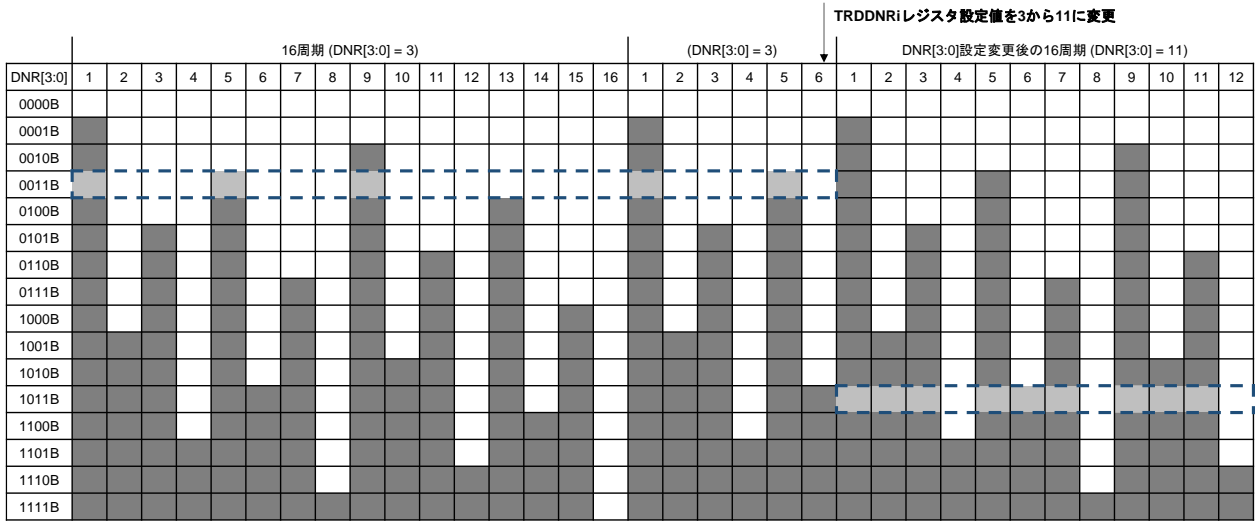 TRDDNRiレジスタ設定値を3から11に変更
16周期 (DNR[3:0] = 3) (DNR[3:0] = 3) DNR[3:0]設定変更後の16周期 (DNR[3:0] = 11)
DNR[3:0] 1 2 3 4 5 6 7 8 9 10 11 12 13 14 15 16 1 2 3 4 5 6 1 2 3 4 5 6 7 8 9 10 11 12
0000B
0001B
0010B
0011B
0100B
0101B
0110B
0111B
1000B
1001B
1010B
1011B
1100B
1101B
1110B
1111B